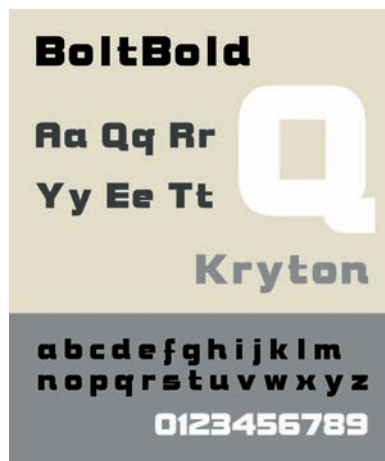 BoltBold
Aa Qq Rr
Yy Ee Tt
Q
Kryton
abcdefghijklm
nopqrstuvwxyz
0123456789